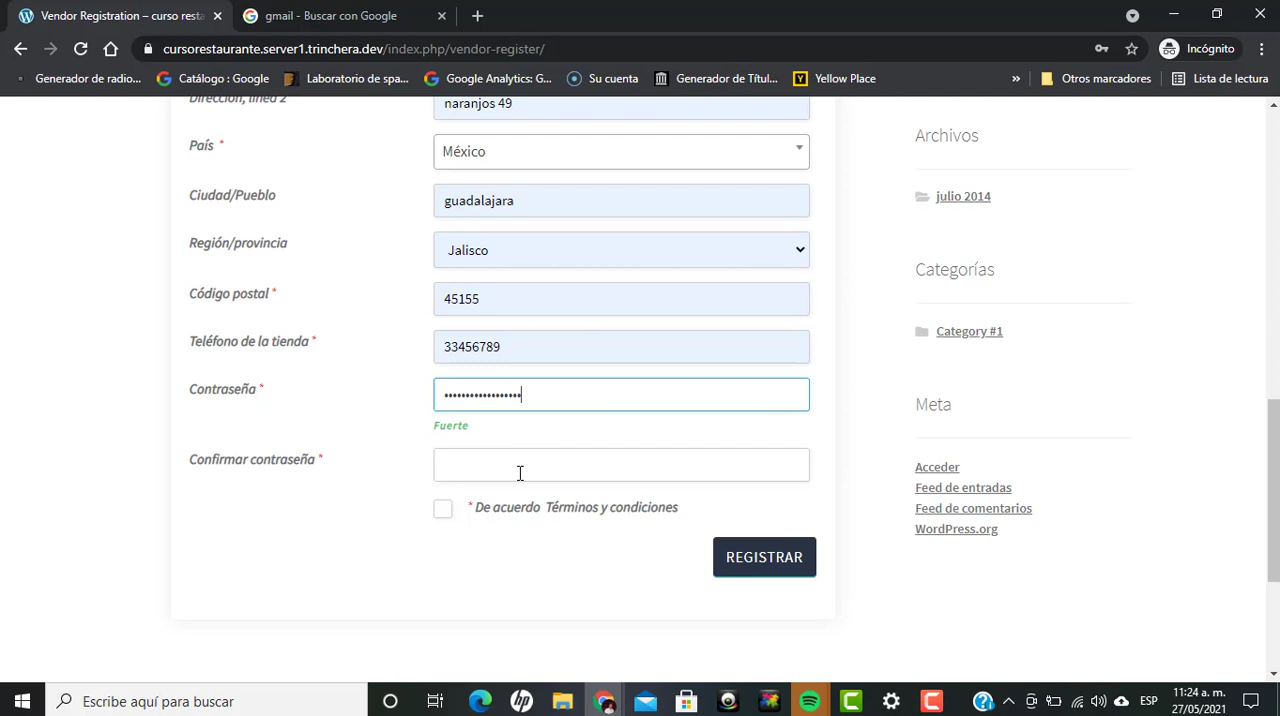 Vendor Registration – curso resta
gmail - Buscar con Google
cursorestaurante.server1.trinchera.dev/index.php/vendor-register/
Incógnito
Generador de radio...
Catálogo : Google
Laboratorio de spa...
Google Analytics: G...
Su cuenta
Generador de Títul...
Yellow Place
»
Otros marcadores
Lista de lectura
Dirección, línea 2
naranjos 49
País *
México
Ciudad/Pueblo
guadalajara
Región/provincia
Jalisco
Código postal *
45155
Teléfono de la tienda *
33456789
Contraseña *
••••••••••••••••••
Fuerte
Confirmar contraseña *
* De acuerdo Términos y condiciones
REGISTRAR
Archivos
julio 2014
Categorías
Category #1
Meta
Acceder
Feed de entradas
Feed de comentarios
WordPress.org
Escribe aquí para buscar
ESP
11:24 a. m.
27/05/2021